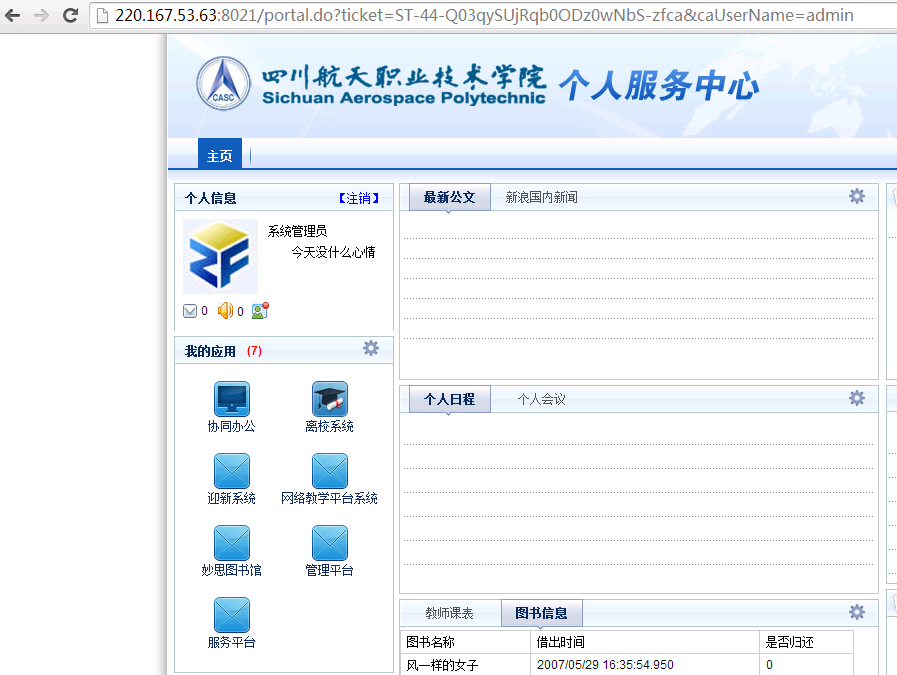 220.167.53.63:8021/portal.do?ticket=ST-44-Q03qySUjRqb0ODz0wNbS-zfca&caUserName=admin
CASC
四川航天职业技术学院
Sichuan Aerospace Polytechnic
个人服务中心
主页
个人信息 【注销】
系统管理员
今天没什么心情
0 0
我的应用 (7)
协同办公 离校系统
迎新系统 网络教学平台系统
妙思图书馆 管理平台
服务平台
最新公文 新浪国内新闻
个人日程 个人会议
教师课表 图书信息
图书名称 借出时间 是否归还
风一样的女子 2007/05/29 16:35:54.950 0